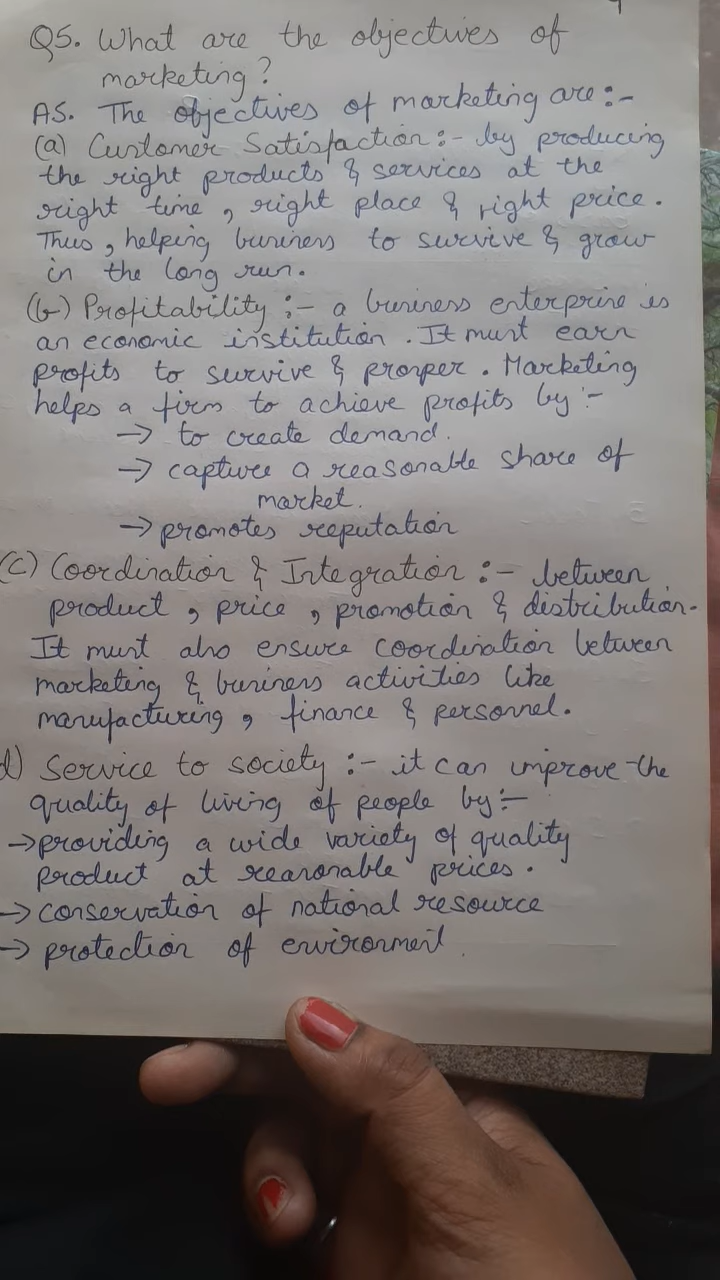 Q5. What are the objectives of
marketing?
A5. The objectives of marketing are:-
(a) Customer Satisfaction:- by producing
the right products & services at the
right time, right place & right price.
Thus, helping business to survive & grow
in the long run.
(b) Profitability:- a business enterprise is
an economic institution. It must earn
profits to survive & prosper. Marketing
helps a firm to achieve profits by:-
→ to create demand.
→ capture a reasonable share of
market.
→ promotes reputation
(c) Coordination & Integration:- between
product, price, promotion & distribution.
It must also ensure coordination between
marketing & business activities like
manufacturing, finance & personnel.
d) Service to society:- it can improve the
quality of living of people by:-
→ providing a wide variety of quality
product at reasonable prices.
→ conservation of national resource
→ protection of environment.